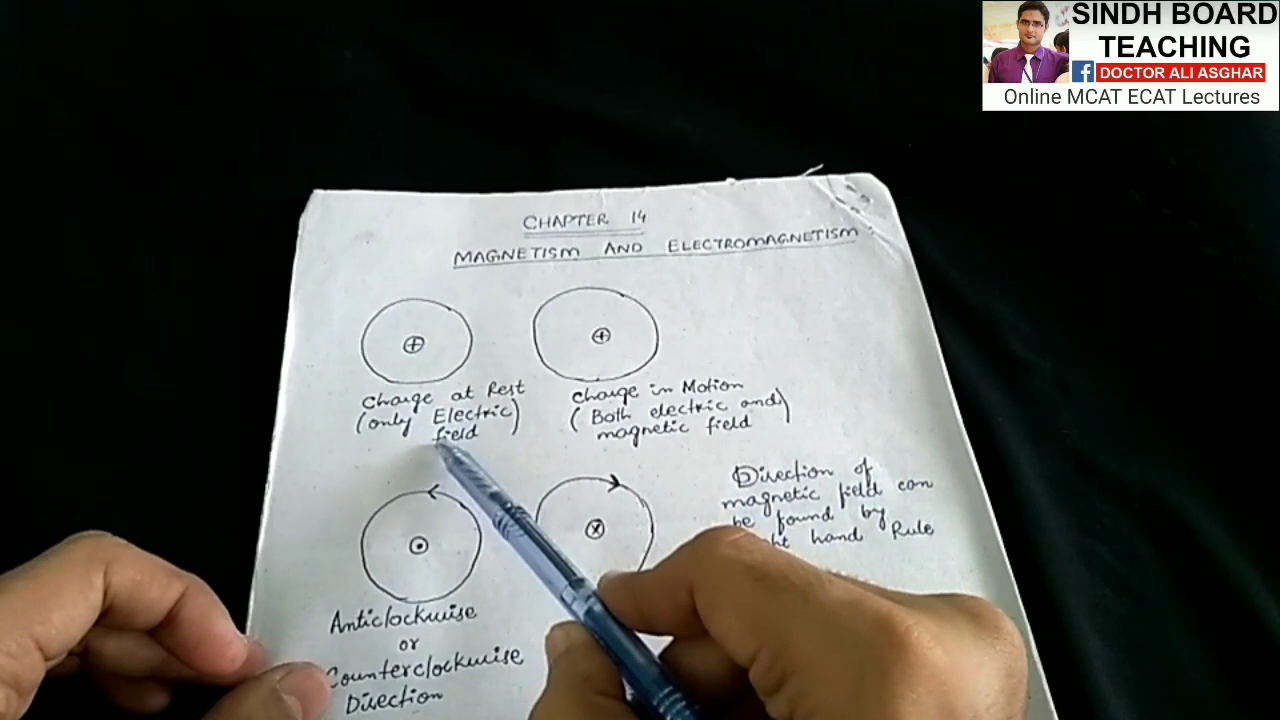 SINDH BOARD
TEACHING
f DOCTOR ALI ASGHAR
Online MCAT ECAT Lectures
CHAPTER 14
MAGNETISM AND ELECTROMAGNETISM:
+
+
Charge at Rest
(only Electric)
field
Charge in Motion
(Both electric and)
magnetic field
Direction of
magnetic field can
be found by
hand Rule
•
x
Anticlockwise
or
Counterclockwise
Direction